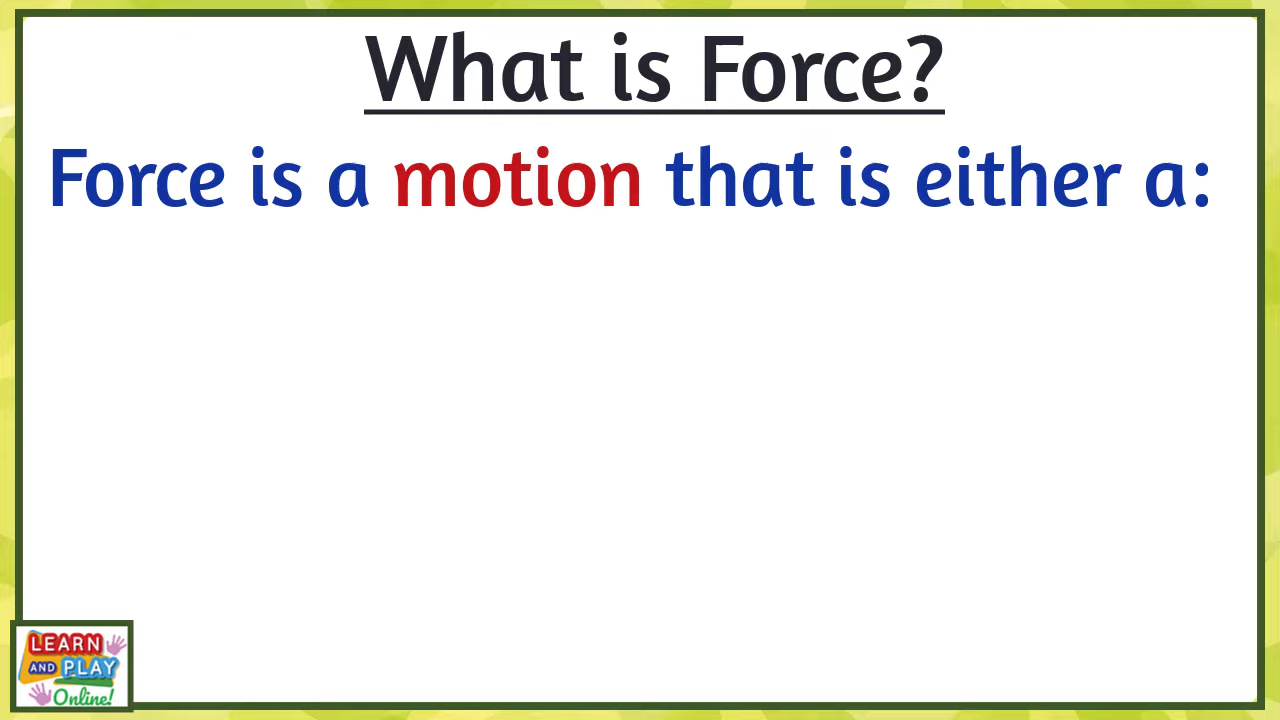 What is Force?
Force is a motion that is either a:
LEARN
AND PLAY
Online!